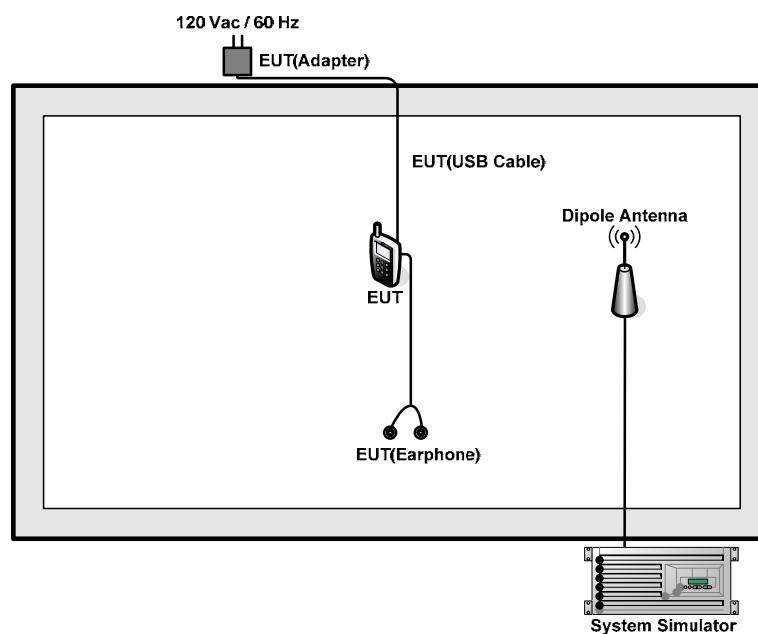 120 Vac / 60 Hz
EUT(Adapter)
EUT(USB Cable)
Dipole Antenna
EUT
EUT(Earphone)
System Simulator